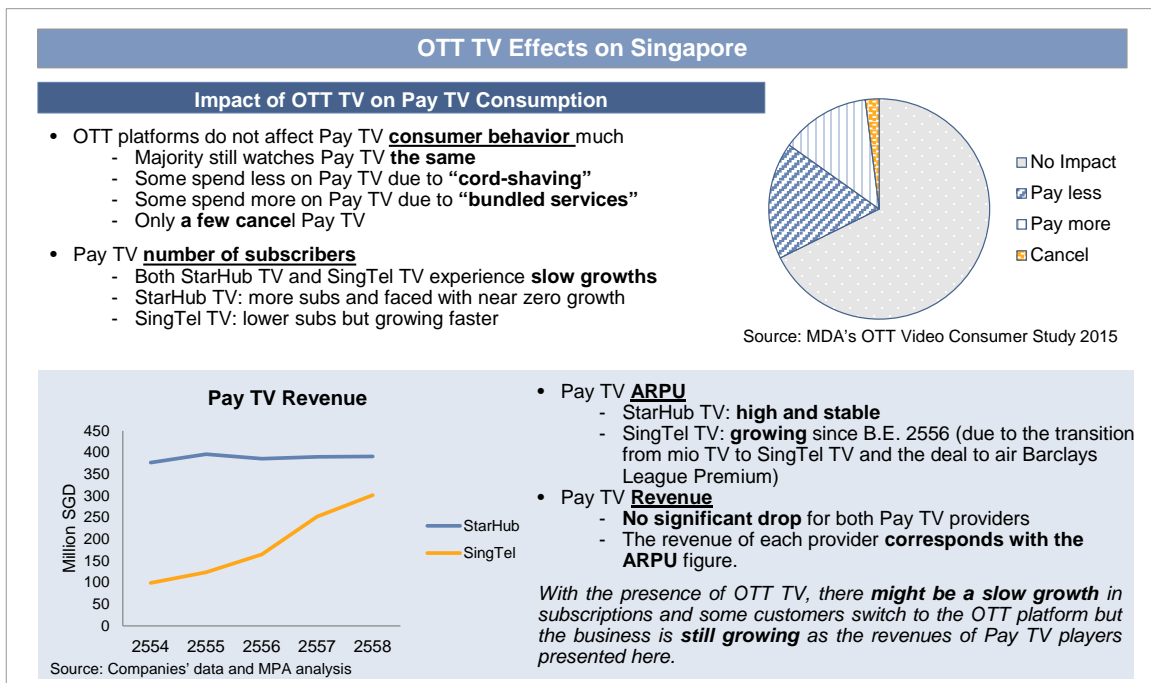 OTT TV Effects on Singapore
Impact of OTT TV on Pay TV Consumption
• OTT platforms do not affect Pay TV consumer behavior much
- Majority still watches Pay TV the same
- Some spend less on Pay TV due to “cord-shaving”
- Some spend more on Pay TV due to “bundled services”
- Only a few cancel Pay TV
• Pay TV number of subscribers
- Both StarHub TV and SingTel TV experience slow growths
- StarHub TV: more subs and faced with near zero growth
- SingTel TV: lower subs but growing faster
No Impact
Pay less
Pay more
Cancel
Source: MDA’s OTT Video Consumer Study 2015
Pay TV Revenue
Million SGD
450
400
350
300
250
200
150
100
50
0
2554 2555 2556 2557 2558
StarHub
SingTel
Source: Companies’ data and MPA analysis
• Pay TV ARPU
- StarHub TV: high and stable
- SingTel TV: growing since B.E. 2556 (due to the transition
from mio TV to SingTel TV and the deal to air Barclays
League Premium)
• Pay TV Revenue
- No significant drop for both Pay TV providers
- The revenue of each provider corresponds with the
ARPU figure.
With the presence of OTT TV, there might be a slow growth in
subscriptions and some customers switch to the OTT platform but
the business is still growing as the revenues of Pay TV players
presented here.